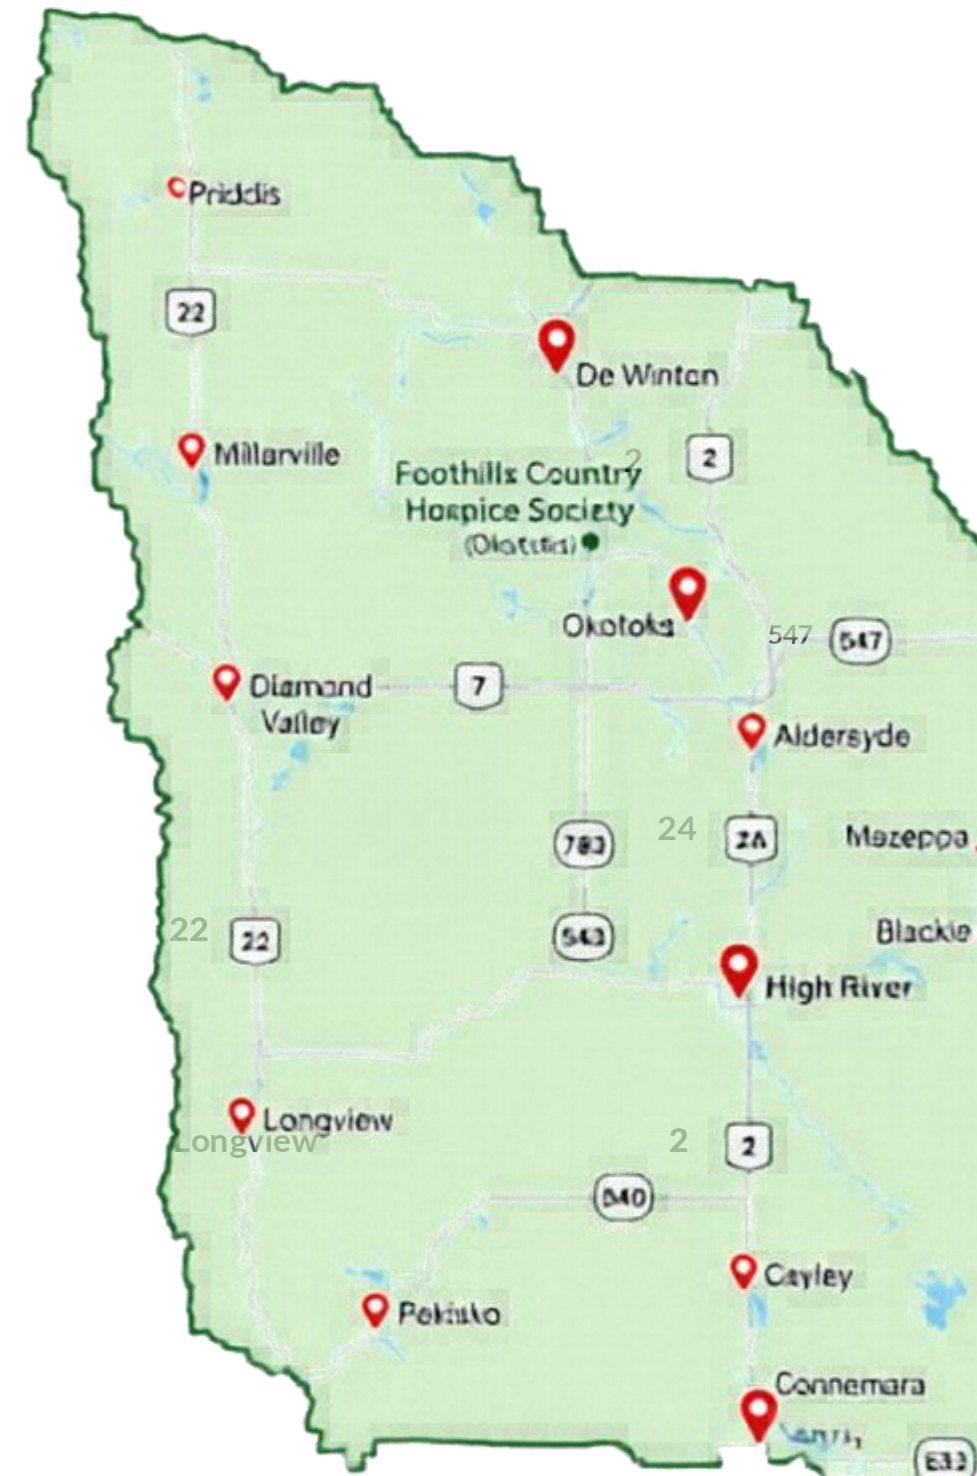 Priddis
22
De Winton
Millarville
2
2
Foothills Country
Hospice Society
Okotoks
547
547
Diamond
Valley
7
Aldersyde
783
24
2A
Mazeppa
22
22
543
Blackie
High River
Longview
Longview
2
2
540
Cayley
Pekisko
Connemara